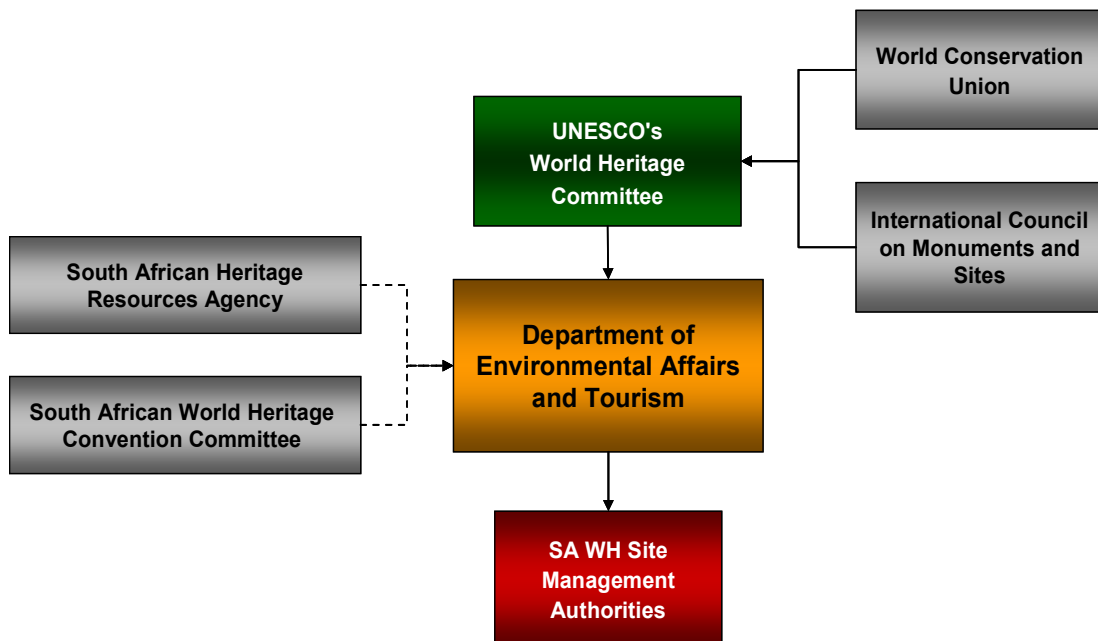 World Conservation
Union
UNESCO's
World Heritage
Committee
International Council
on Monuments and
Sites
South African Heritage
Resources Agency
Department of
Environmental Affairs
and Tourism
South African World Heritage
Convention Committee
SA WH Site
Management
Authorities